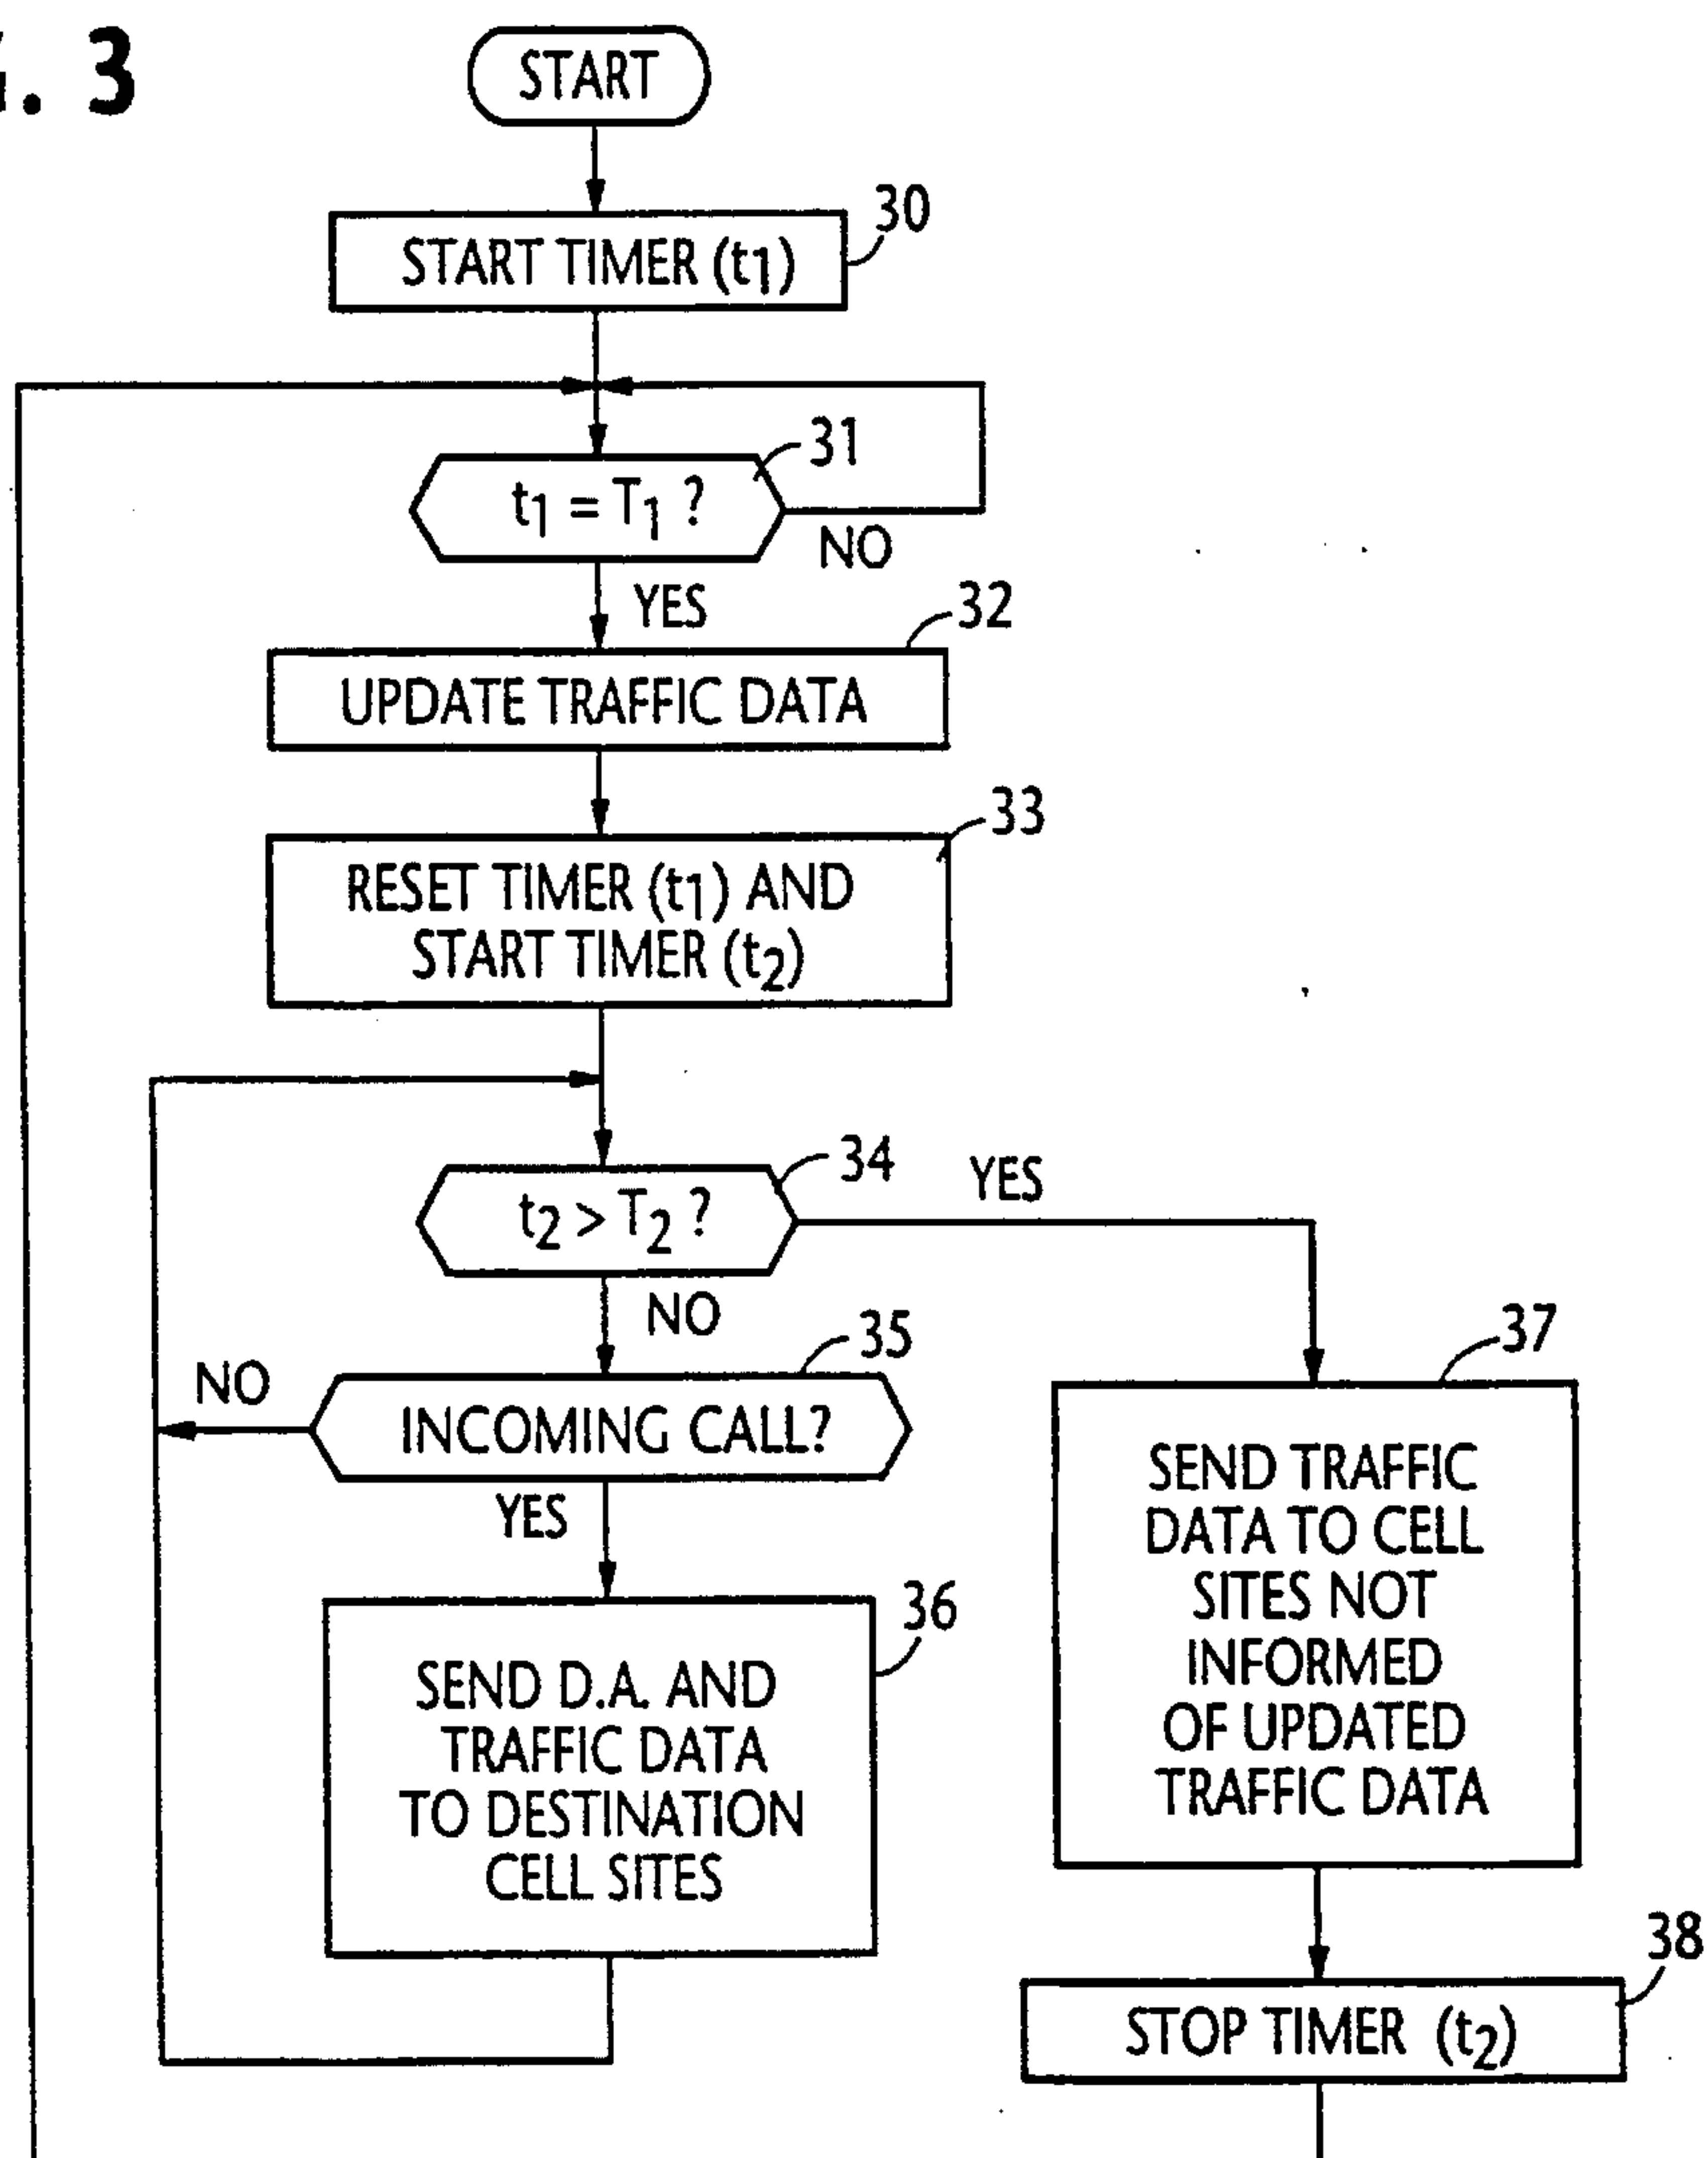 . 3
START
30
START TIMER (t1)
31
t1 = T1 ?
NO
YES
32
UPDATE TRAFFIC DATA
33
RESET TIMER (t1) AND
START TIMER (t2)
34
t2 > T2 ?
YES
NO
35
NO
INCOMING CALL?
YES
36
SEND D.A. AND
TRAFFIC DATA
TO DESTINATION
CELL SITES
37
SEND TRAFFIC
DATA TO CELL
SITES NOT
INFORMED
OF UPDATED
TRAFFIC DATA
38
STOP TIMER (t2)